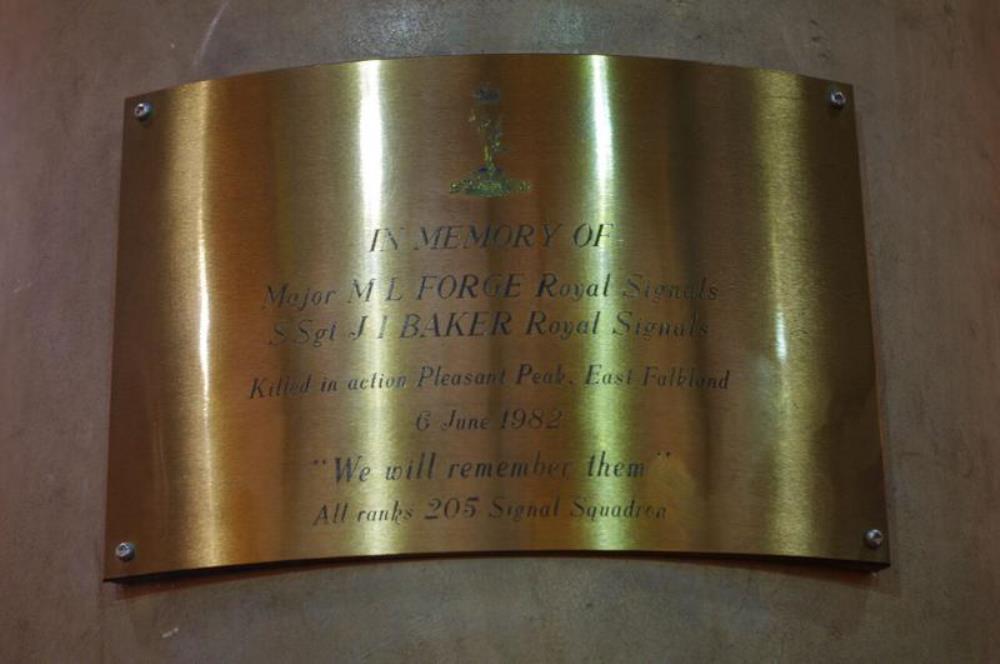 IN MEMORY OF
Major M L FORGE Royal Signals
S Sgt J I BAKER Royal Signals
Killed in action Pleasant Peak, East Falkland
6 June 1982
"We will remember them"
All ranks 205 Signal Squadron